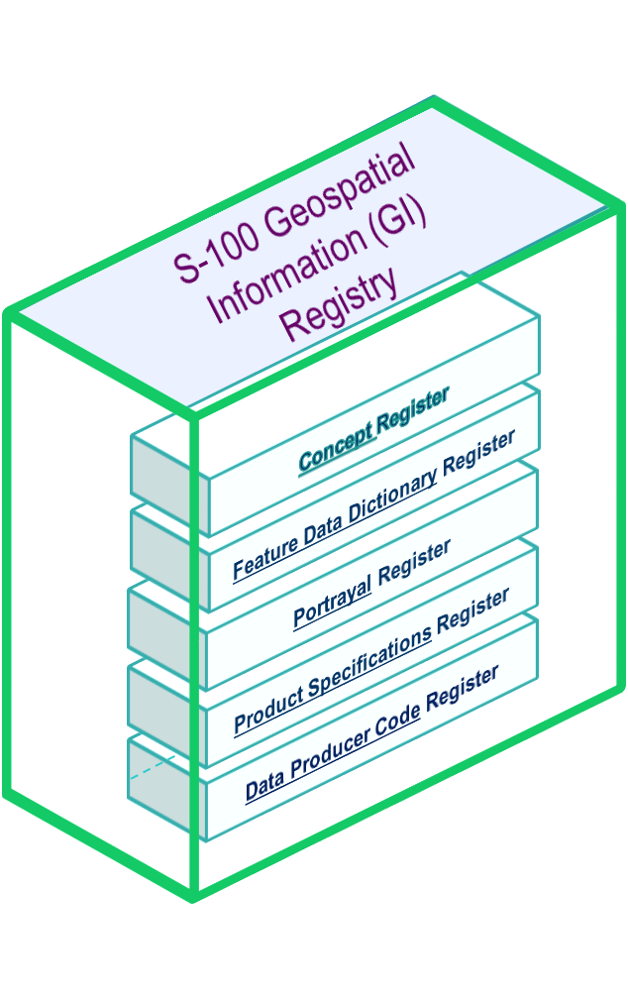 S-100 Geospatial
Information (GI)
Registry
Concept Register
Feature Data Dictionary Register
Portrayal Register
Product Specifications Register
Data Producer Code Register